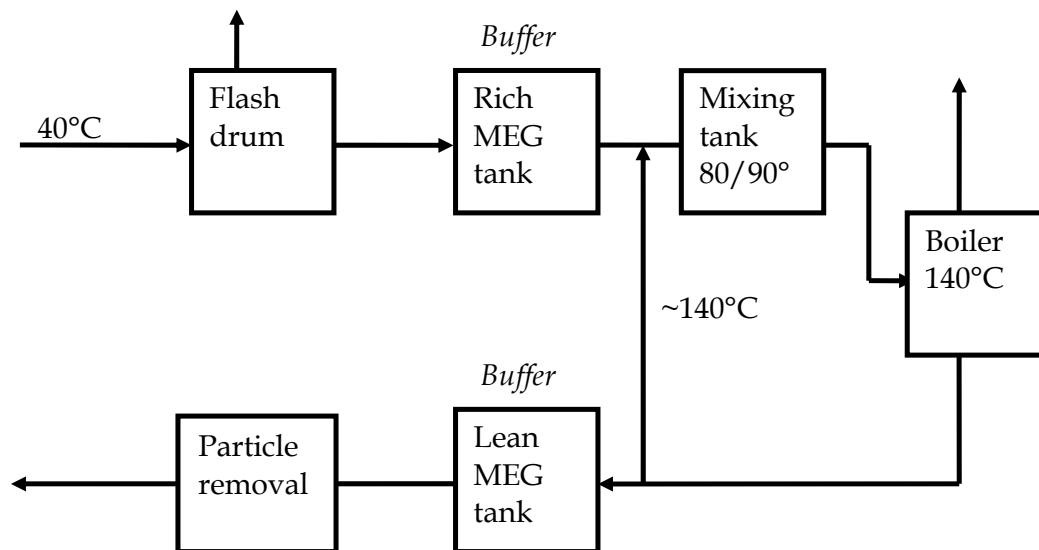 Buffer
Flash
drum
Rich
MEG
tank
Mixing
tank
80/90°
40°C
Boiler
140°C
~140°C
Buffer
Particle
removal
Lean
MEG
tank